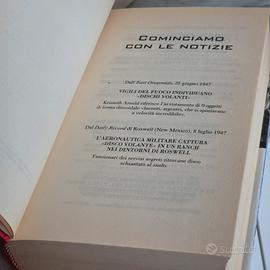 COMINCIAMO
CON LE NOTIZIE
Dall'East Oregonian, 25 giugno 1947
VIGILI DEL FUOCO INDIVIDUANO
«DISCHI VOLANTI»
Kenneth Arnold riferisce l'avvistamento di 9 oggetti
di forma discoidale «lucenti, argentei, che si spostavano
a velocità incredibile».
Dal Daily Record di Roswell (New Mexico), 8 luglio 1947
L'AERONAUTICA MILITARE CATTURA
«DISCO VOLANTE» IN UN RANCH
NEI DINTORNI DI ROSWELL
Funzionari dei servizi segreti ritrovano disco
schiantato al suolo.
subito